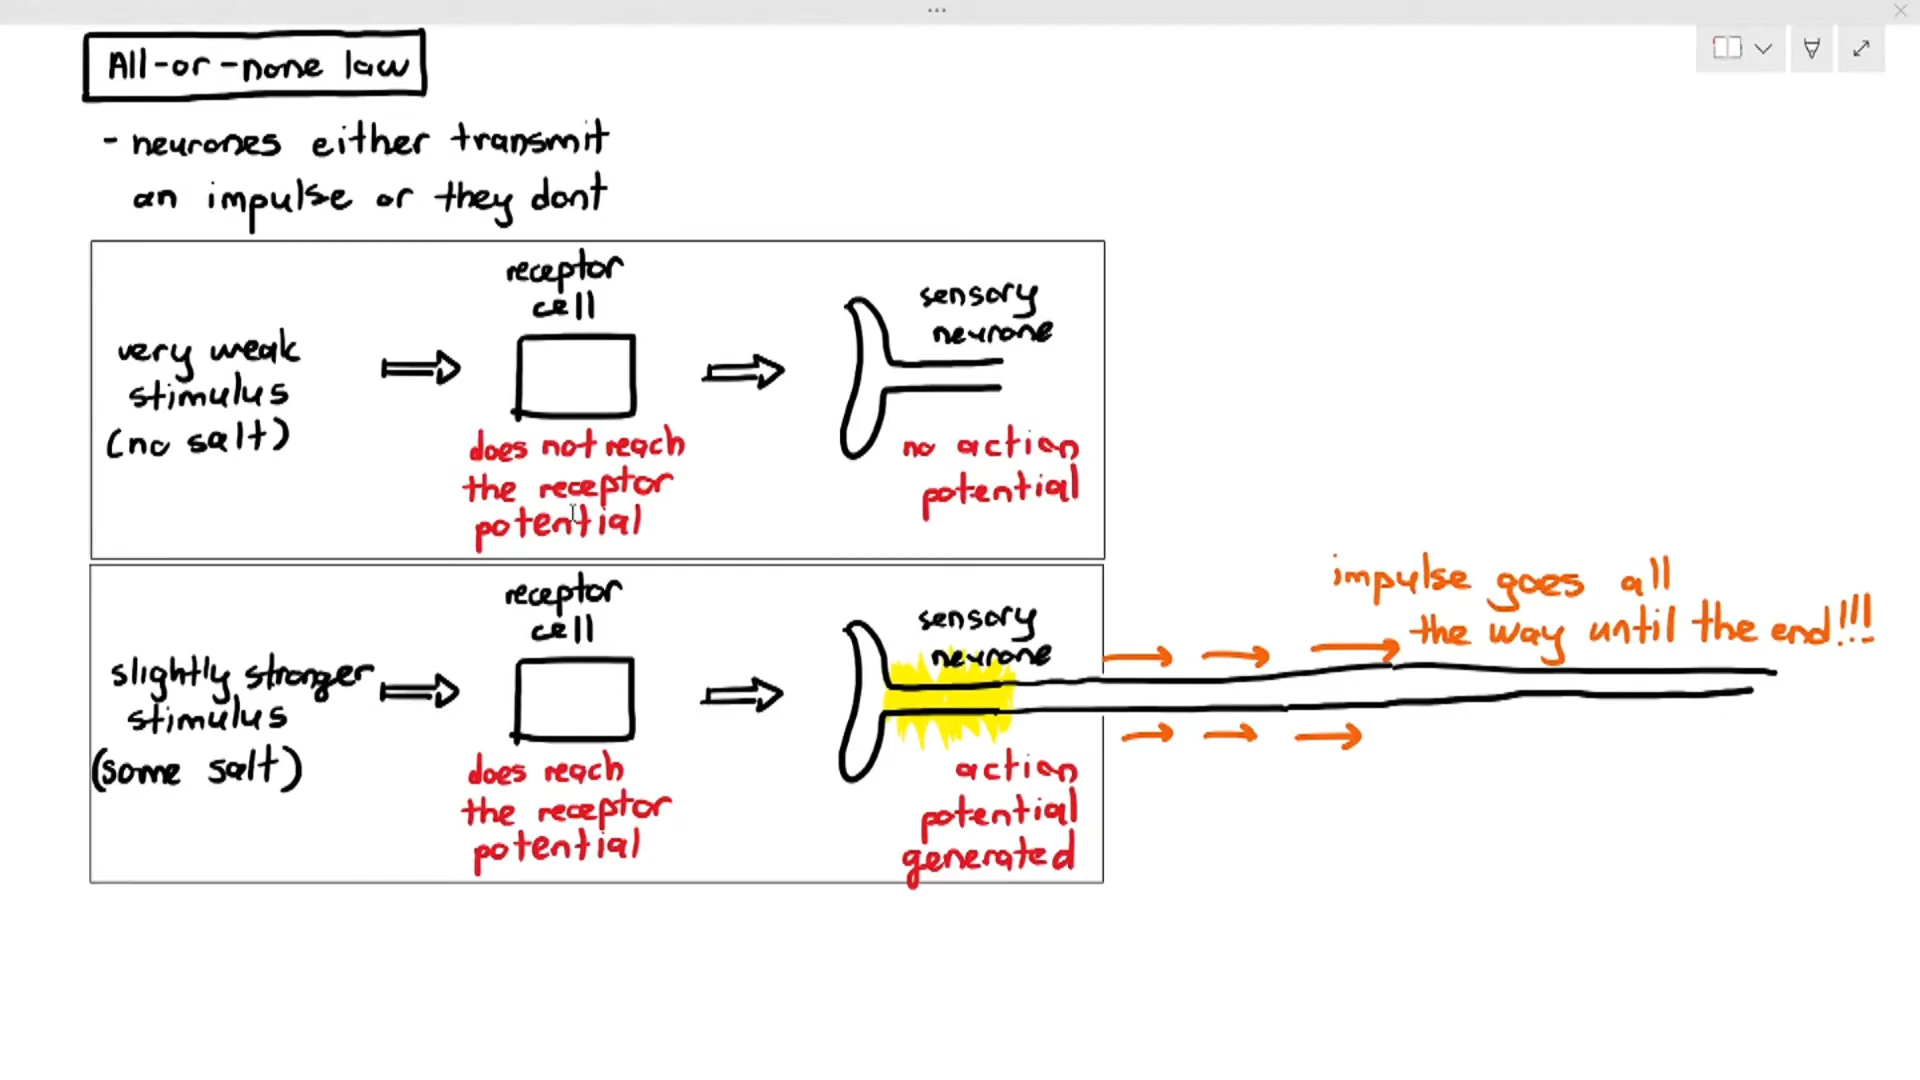 All-or-none law
- neurones either transmit
an impulse or they dont
receptor
cell
sensory
neurone
very weak
stimulus
(no salt)
does not reach
the receptor
potential
no action
potential
impulse goes all
the way until the end!!!
receptor
cell
sensory
neurone
slightly stronger
stimulus
(some salt)
does reach
the receptor
potential
action
potential
generated